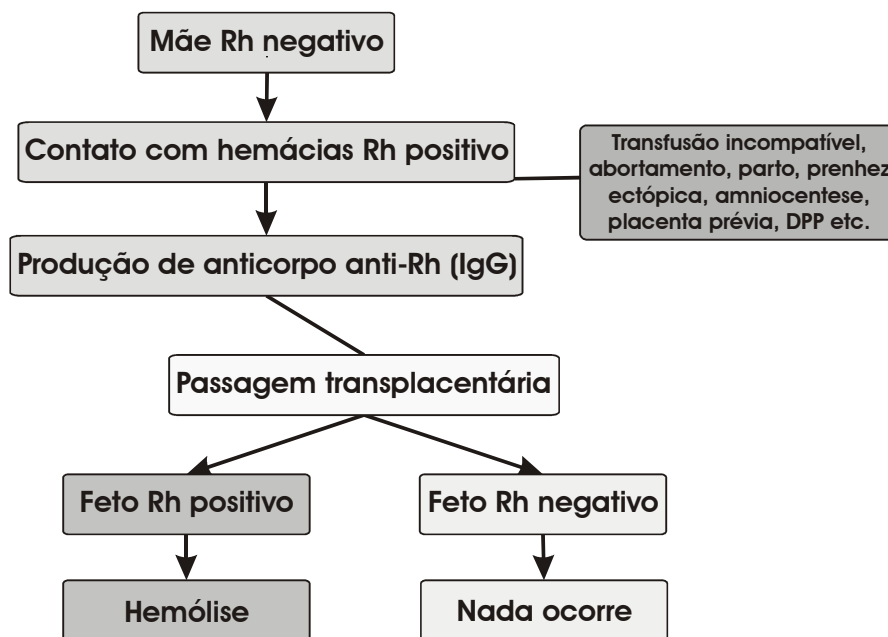 Mãe Rh negativo
Contato com hemácias Rh positivo
Transfusão incompatível,
abortamento, parto, prenhez
ectópica, amniocentese,
placenta prévia, DPP etc.
Produção de anticorpo anti-Rh (IgG)
Passagem transplacentária
Feto Rh positivo
Feto Rh negativo
Hemólise
Nada ocorre